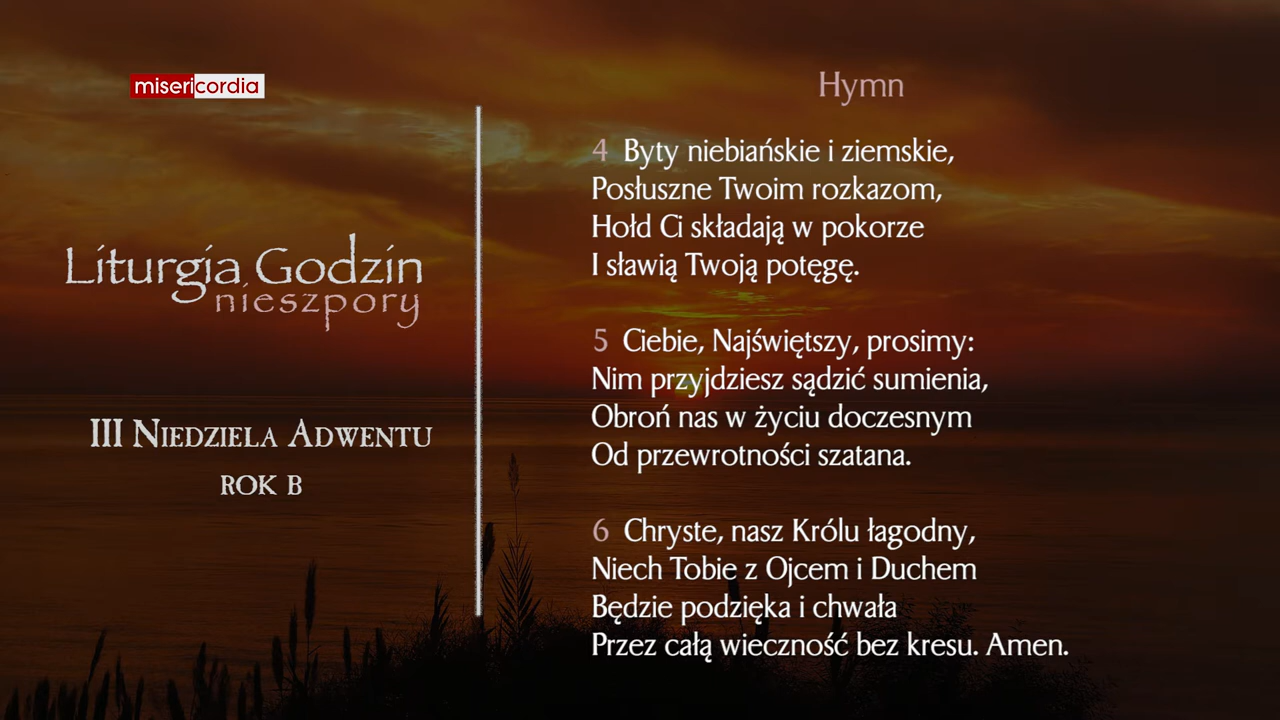 misericordia
Liturgia Godzin
nieszpory
III Niedziela Adwentu
rok B
Hymn
4 Byty niebiańskie i ziemskie,
Posłuszne Twoim rozkazom,
Hołd Ci składają w pokorze
I sławią Twoją potęgę.
5 Ciebie, Najświętszy, prosimy:
Nim przyjdziesz sądzić sumienia,
Obroń nas w życiu doczesnym
Od przewrotności szatana.
6 Chryste, nasz Królu łagodny,
Niech Tobie z Ojcem i Duchem
Będzie podzięka i chwała
Przez całą wieczność bez kresu. Amen.